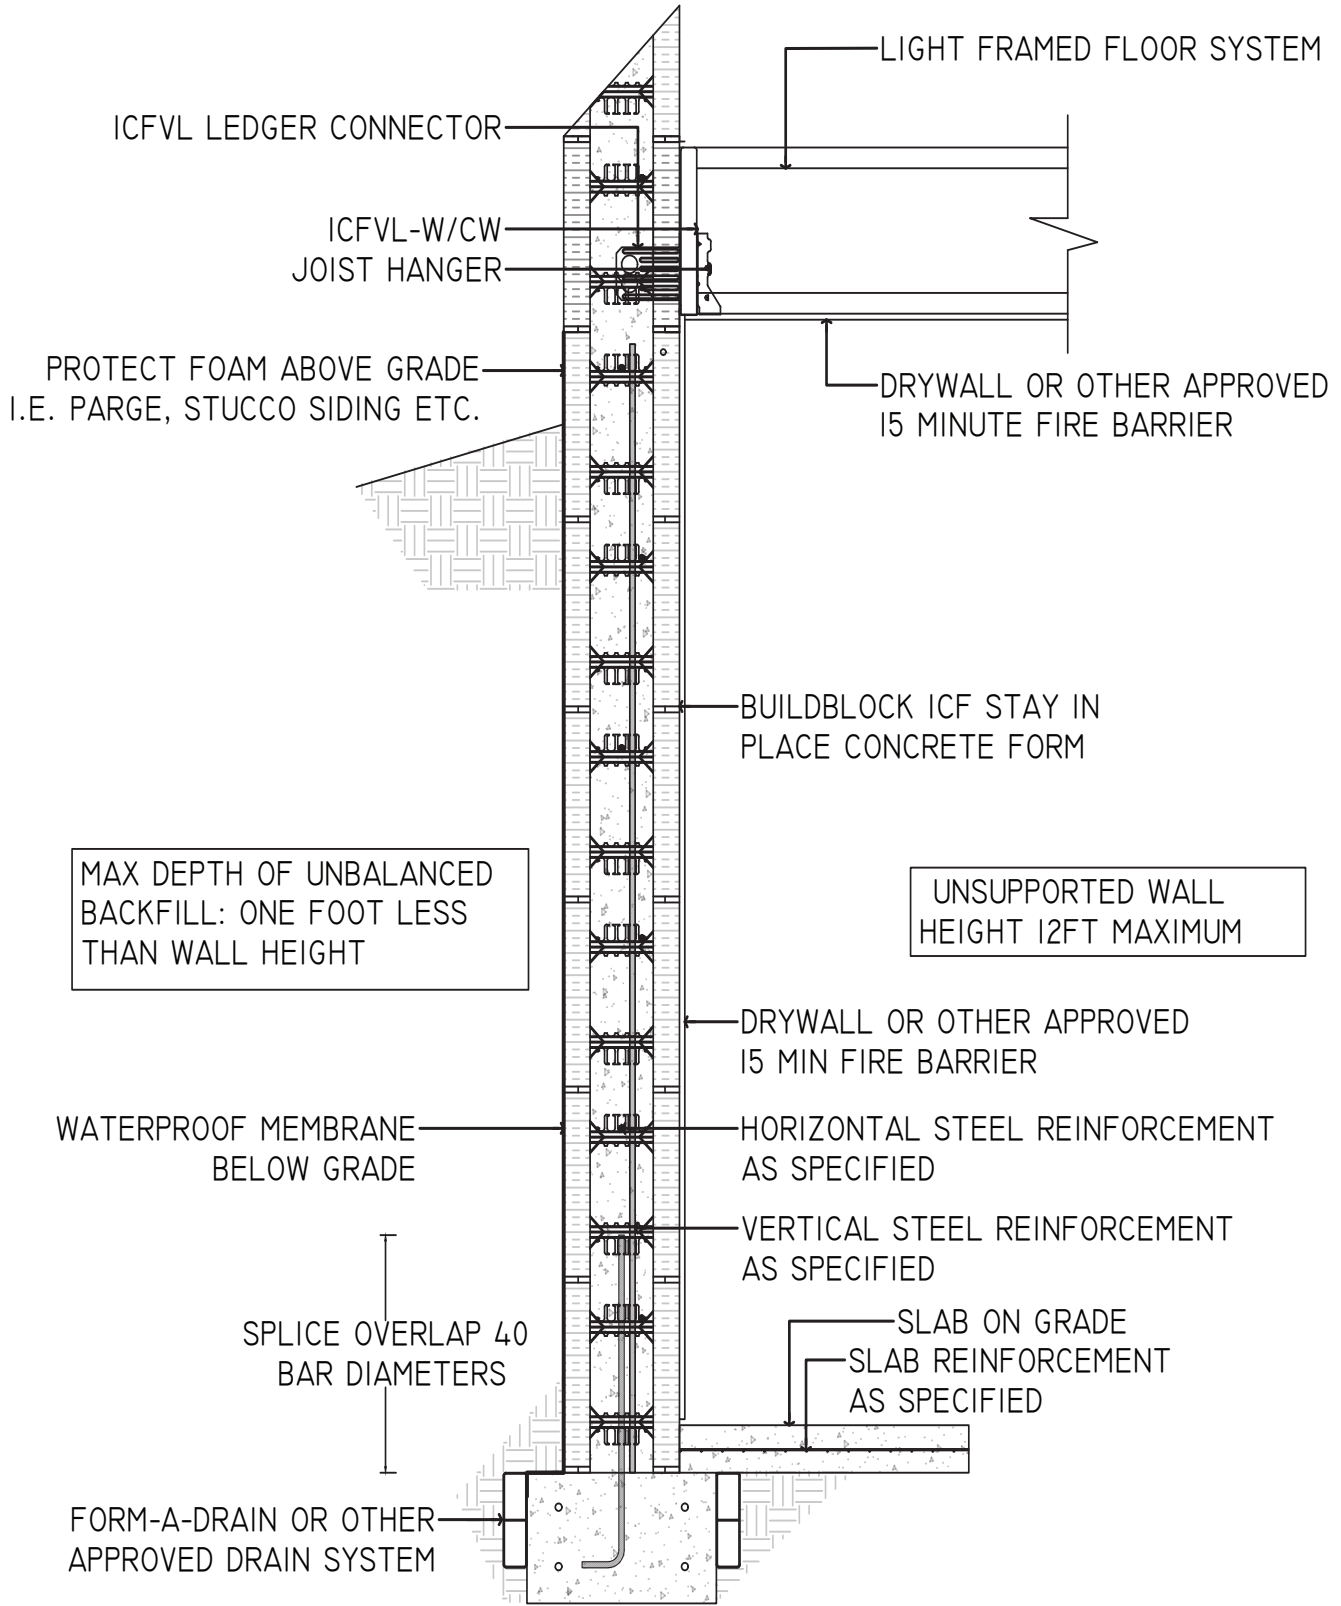 LIGHT FRAMED FLOOR SYSTEM
ICFVL LEDGER CONNECTOR
ICFVL-W/CW
JOIST HANGER
PROTECT FOAM ABOVE GRADE
I.E. PARGE, STUCCO SIDING ETC.
DRYWALL OR OTHER APPROVED
15 MINUTE FIRE BARRIER
BUILDBLOCK ICF STAY IN
PLACE CONCRETE FORM
MAX DEPTH OF UNBALANCED
BACKFILL: ONE FOOT LESS
THAN WALL HEIGHT
UNSUPPORTED WALL
HEIGHT 12FT MAXIMUM
DRYWALL OR OTHER APPROVED
15 MIN FIRE BARRIER
WATERPROOF MEMBRANE
BELOW GRADE
HORIZONTAL STEEL REINFORCEMENT
AS SPECIFIED
VERTICAL STEEL REINFORCEMENT
AS SPECIFIED
SPLICE OVERLAP 40
BAR DIAMETERS
SLAB ON GRADE
SLAB REINFORCEMENT
AS SPECIFIED
FORM-A-DRAIN OR OTHER
APPROVED DRAIN SYSTEM